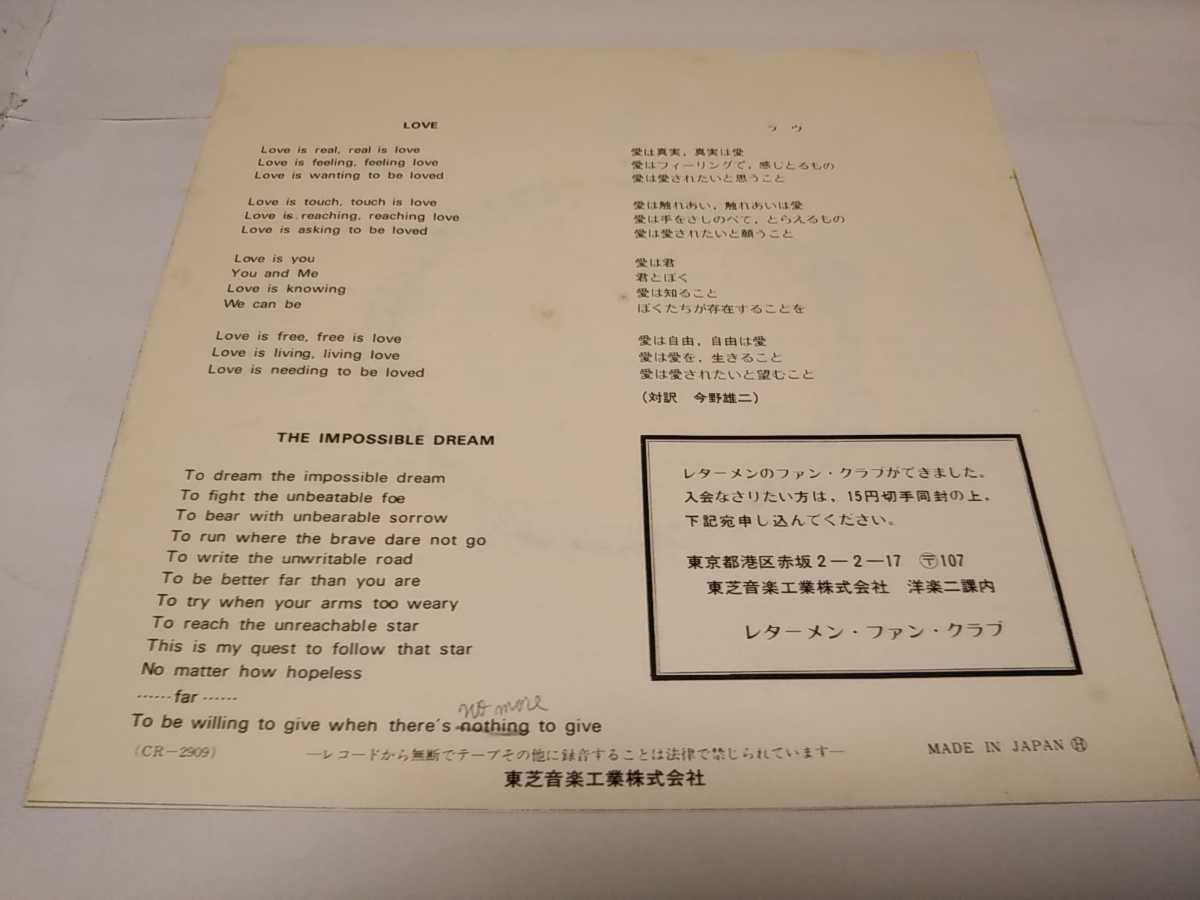 LOVE
Love is real, real is love
Love is feeling, feeling love
Love is wanting to be loved
Love is touch, touch is love
Love is reaching, reaching love
Love is asking to be loved
Love is you
You and Me
Love is knowing
We can be
Love is free, free is love
Love is living, living love
Love is needing to be loved
ラヴ
愛は真実，真実は愛
愛はフィーリングで，感じとるもの
愛は愛されたいと思うこと
愛は触れあい，触れあいは愛
愛は手をさしのべて，とらえるもの
愛は愛されたいと願うこと
愛は君
君とぼく
愛は知ること
ぼくたちが存在することを
愛は自由，自由は愛
愛は愛を，生きること
愛は愛されたいと望むこと
（対訳　今野雄二）
THE IMPOSSIBLE DREAM
To dream the impossible dream
To fight the unbeatable foe
To bear with unbearable sorrow
To run where the brave dare not go
To write the unwritable road
To be better far than you are
To try when your arms too weary
To reach the unreachable star
This is my quest to follow that star
No matter how hopeless
······far······
no more
To be willing to give when there's nothing to give
レターメンのファン・クラブができました。
入会なさりたい方は，15円切手同封の上，
下記宛申し込んでください。
東京都港区赤坂2－2－17 〶107
東芝音楽工業株式会社　洋楽二課内
レターメン・ファン・クラブ
(CR－2909)
—レコードから無断でテープその他に録音することは法律で禁じられています—
MADE IN JAPAN Ⓗ
東芝音楽工業株式会社